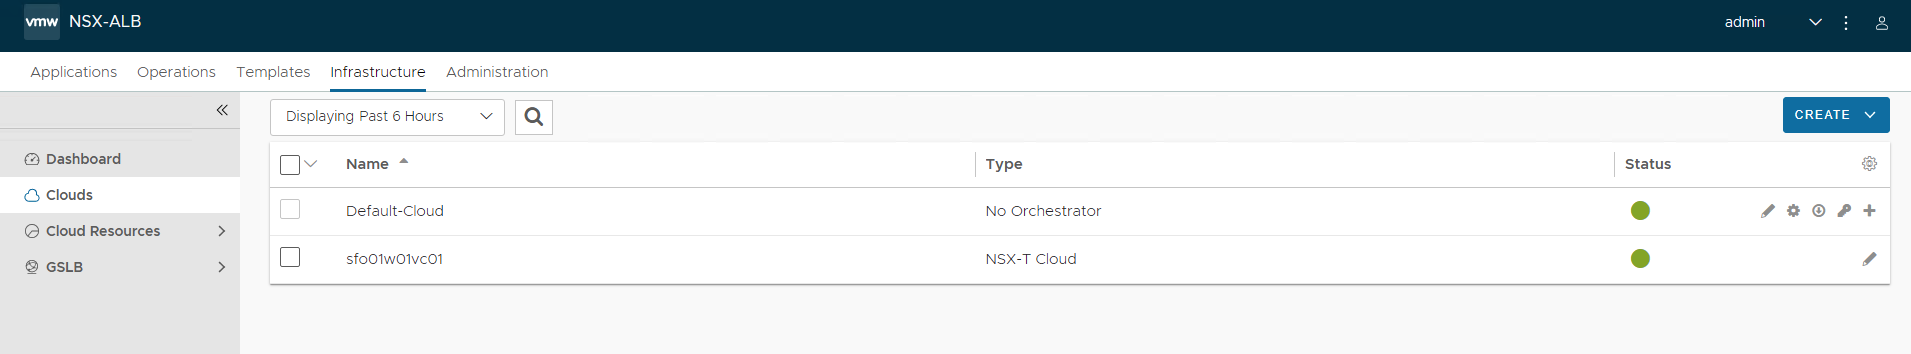 vmw NSX-ALB admin
Applications Operations Templates Infrastructure Administration
Displaying Past 6 Hours CREATE
Dashboard
Clouds
Cloud Resources
GSLB
Name Type Status
Default-Cloud No Orchestrator
sfo01w01vc01 NSX-T Cloud